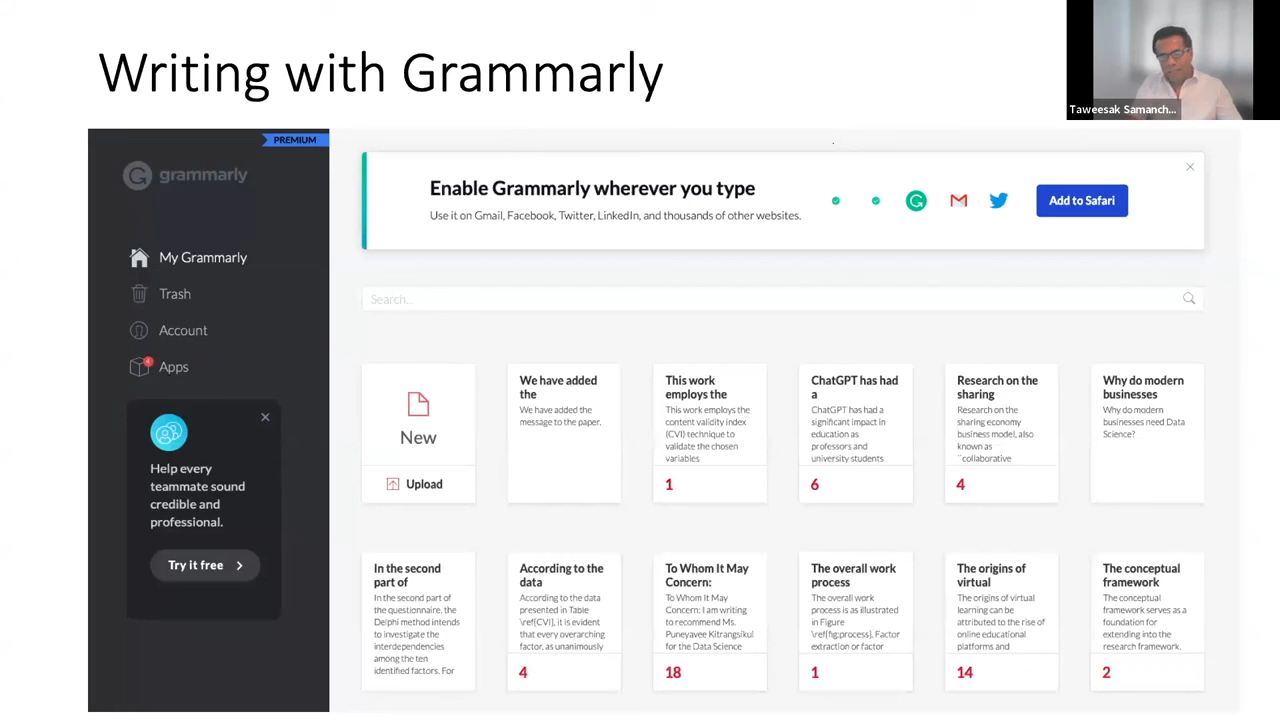 Writing with Grammarly
Taweesak Samanch...
PREMIUM
grammarly
My Grammarly
Trash
Account
4
Apps
Help every
teammate sound
credible and
professional.
Try it free
Enable Grammarly wherever you type
Use it on Gmail, Facebook, Twitter, LinkedIn, and thousands of other websites.
Add to Safari
Search...
New
Upload
We have added
the
We have added the
message to the paper.
This work
employs the
This work employs the
content validity index
(CVI) technique to
validate the chosen
variables
1
ChatGPT has had
a
ChatGPT has had a
significant impact in
education as
professors and
university students
6
Research on the
sharing
Research on the
sharing economy
business model, also
known as
``collaborative
4
Why do modern
businesses
Why do modern
businesses need Data
Science?
In the second
part of
In the second part of
the questionnaire, the
Delphi method intends
to investigate the
interdependencies
among the ten
identified factors. For
According to the
data
According to the data
presented in Table
\ref{CVI}, it is evident
that every overarching
factor, as unanimously
4
To Whom It May
Concern:
To Whom It May
Concern: I am writing
to recommend Ms.
Puneyavee Kitrangsikul
for the Data Science
18
The overall work
process
The overall work
process is as illustrated
in Figure
\ref{fig:process}. Factor
extraction or factor
1
The origins of
virtual
The origins of virtual
learning can be
attributed to the rise of
online educational
platforms and
14
The conceptual
framework
The conceptual
framework serves as a
foundation for
extending into the
research framework.
2